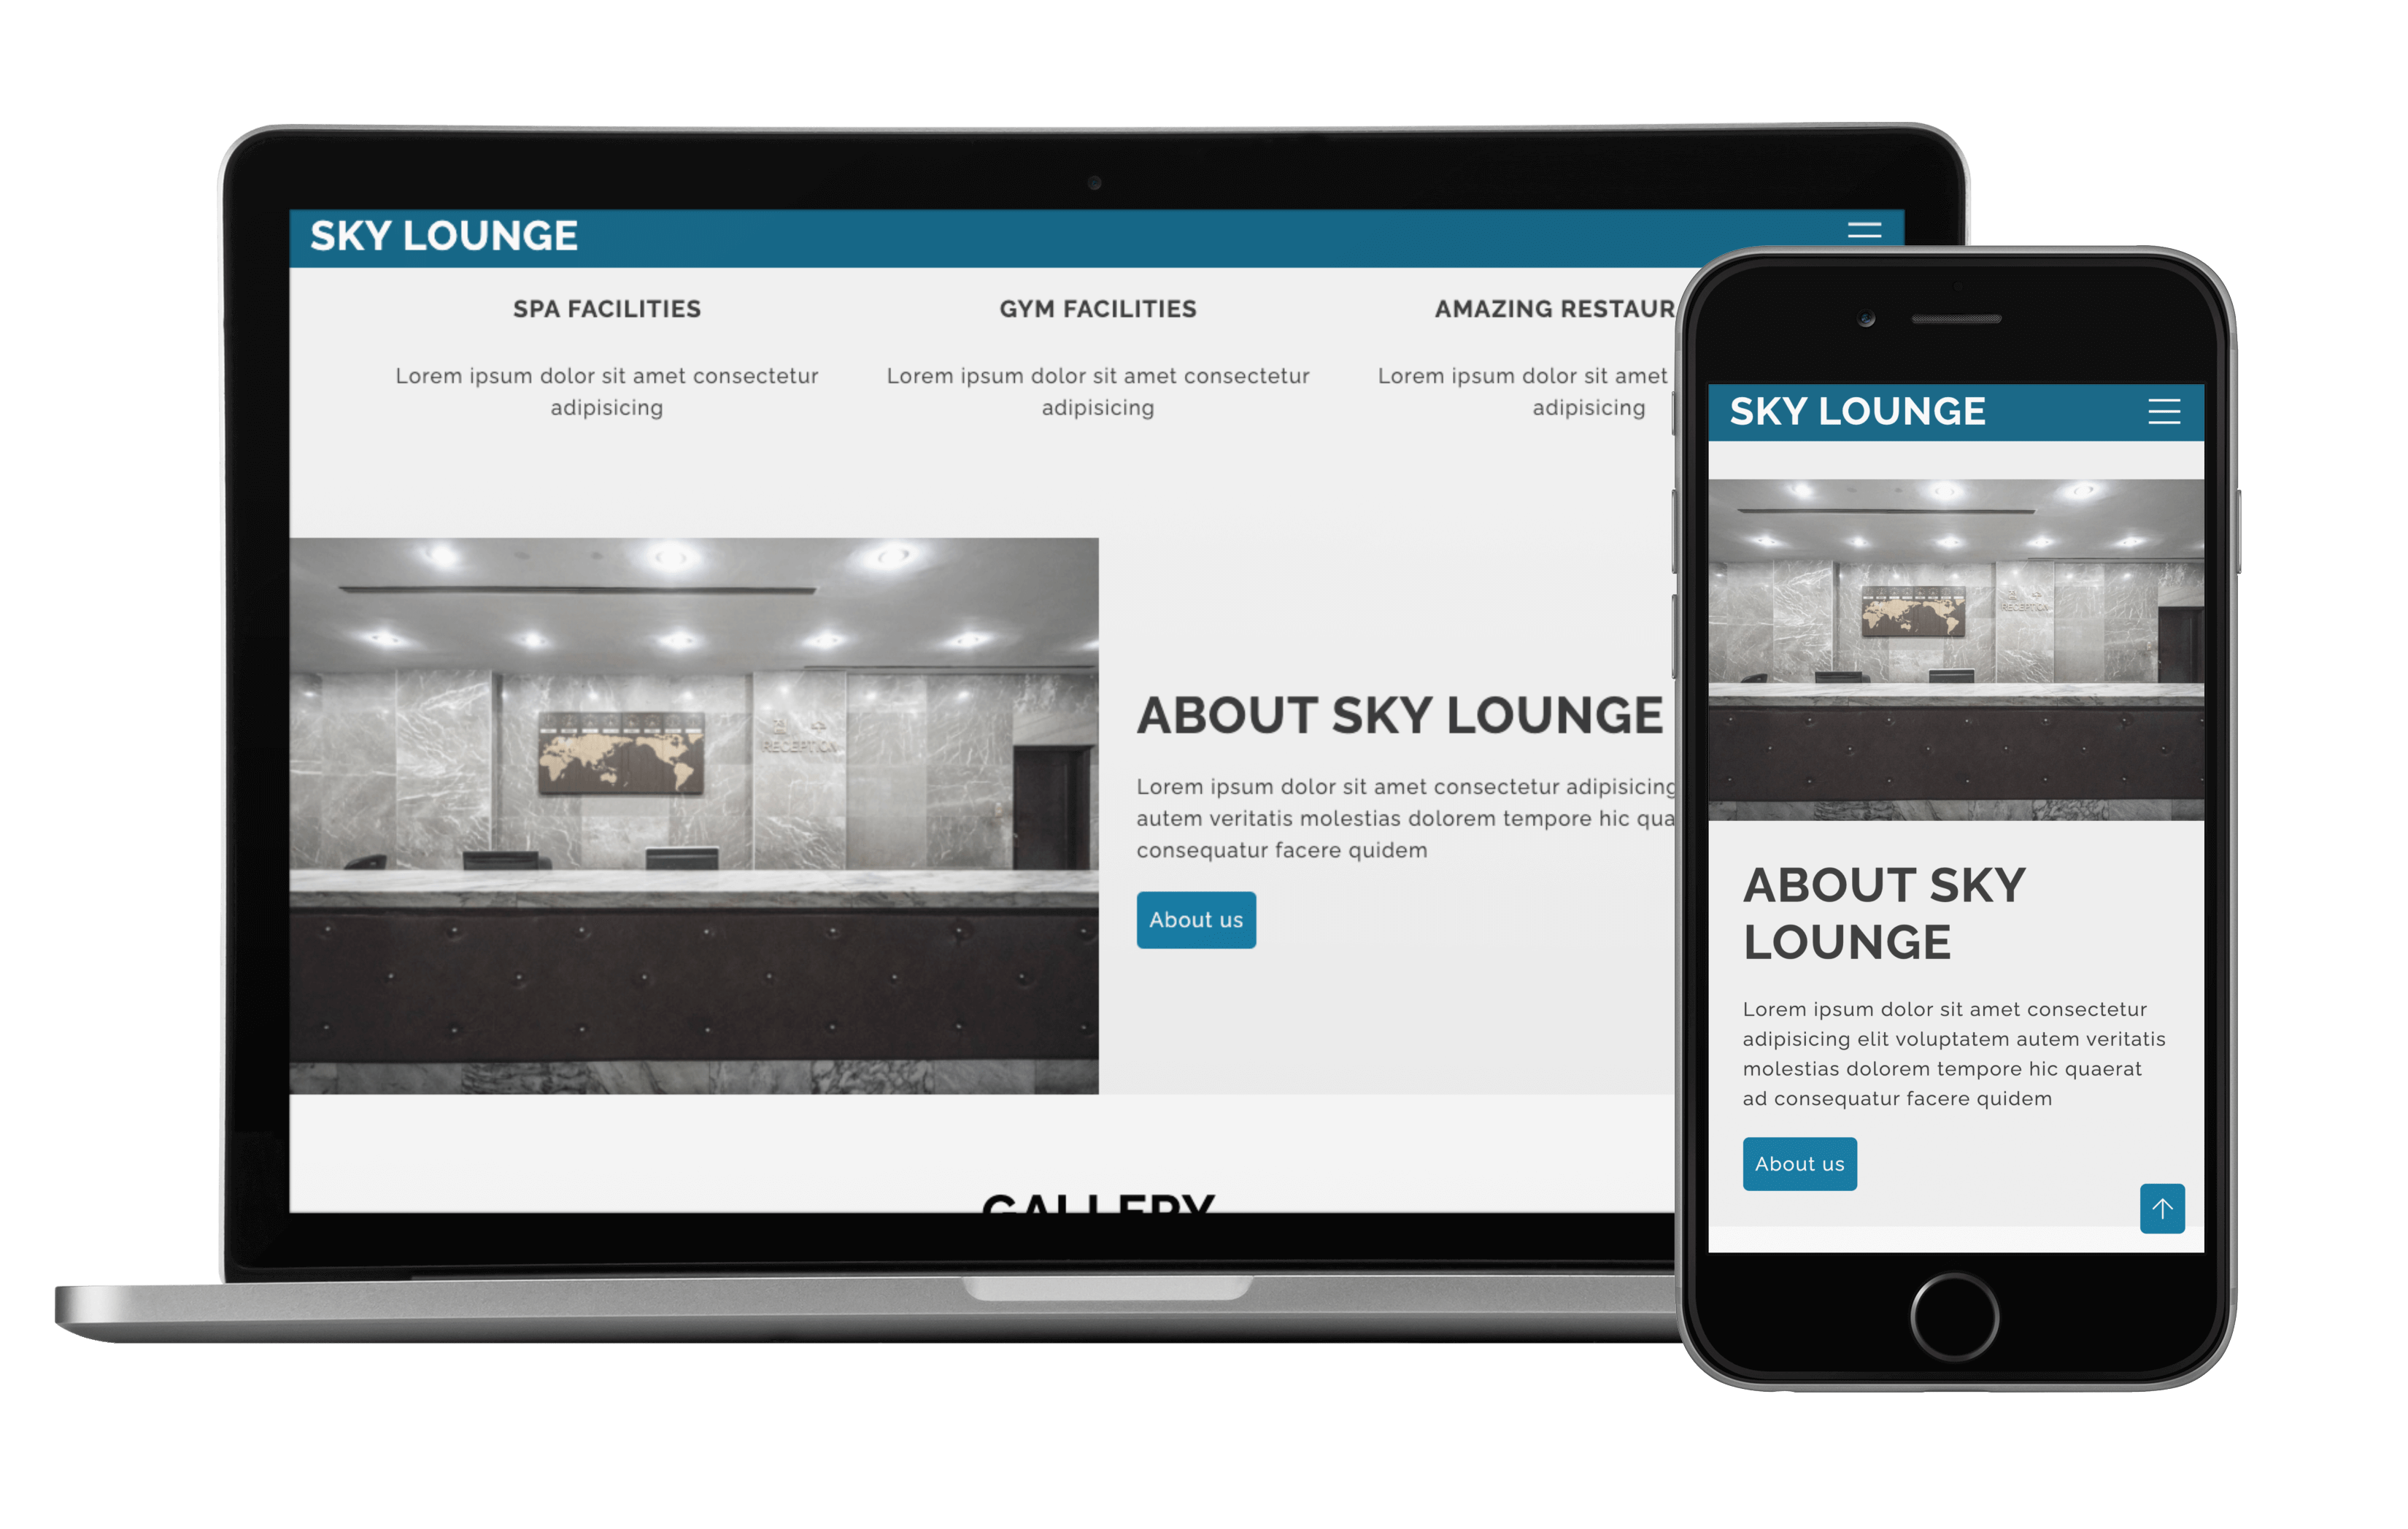 SKY LOUNGE
SPA FACILITIES
Lorem ipsum dolor sit amet consectetur
adipisicing
GYM FACILITIES
Lorem ipsum dolor sit amet consectetur
adipisicing
AMAZING RESTAUR
Lorem ipsum dolor sit amet
adipisicing
RECEPTION
ABOUT SKY LOUNGE
Lorem ipsum dolor sit amet consectetur adipisicing
autem veritatis molestias dolorem tempore hic qua
consequatur facere quidem
About us
GALLERY
SKY LOUNGE
RECEPTION
ABOUT SKY
LOUNGE
Lorem ipsum dolor sit amet consectetur
adipisicing elit voluptatem autem veritatis
molestias dolorem tempore hic quaerat
ad consequatur facere quidem
About us